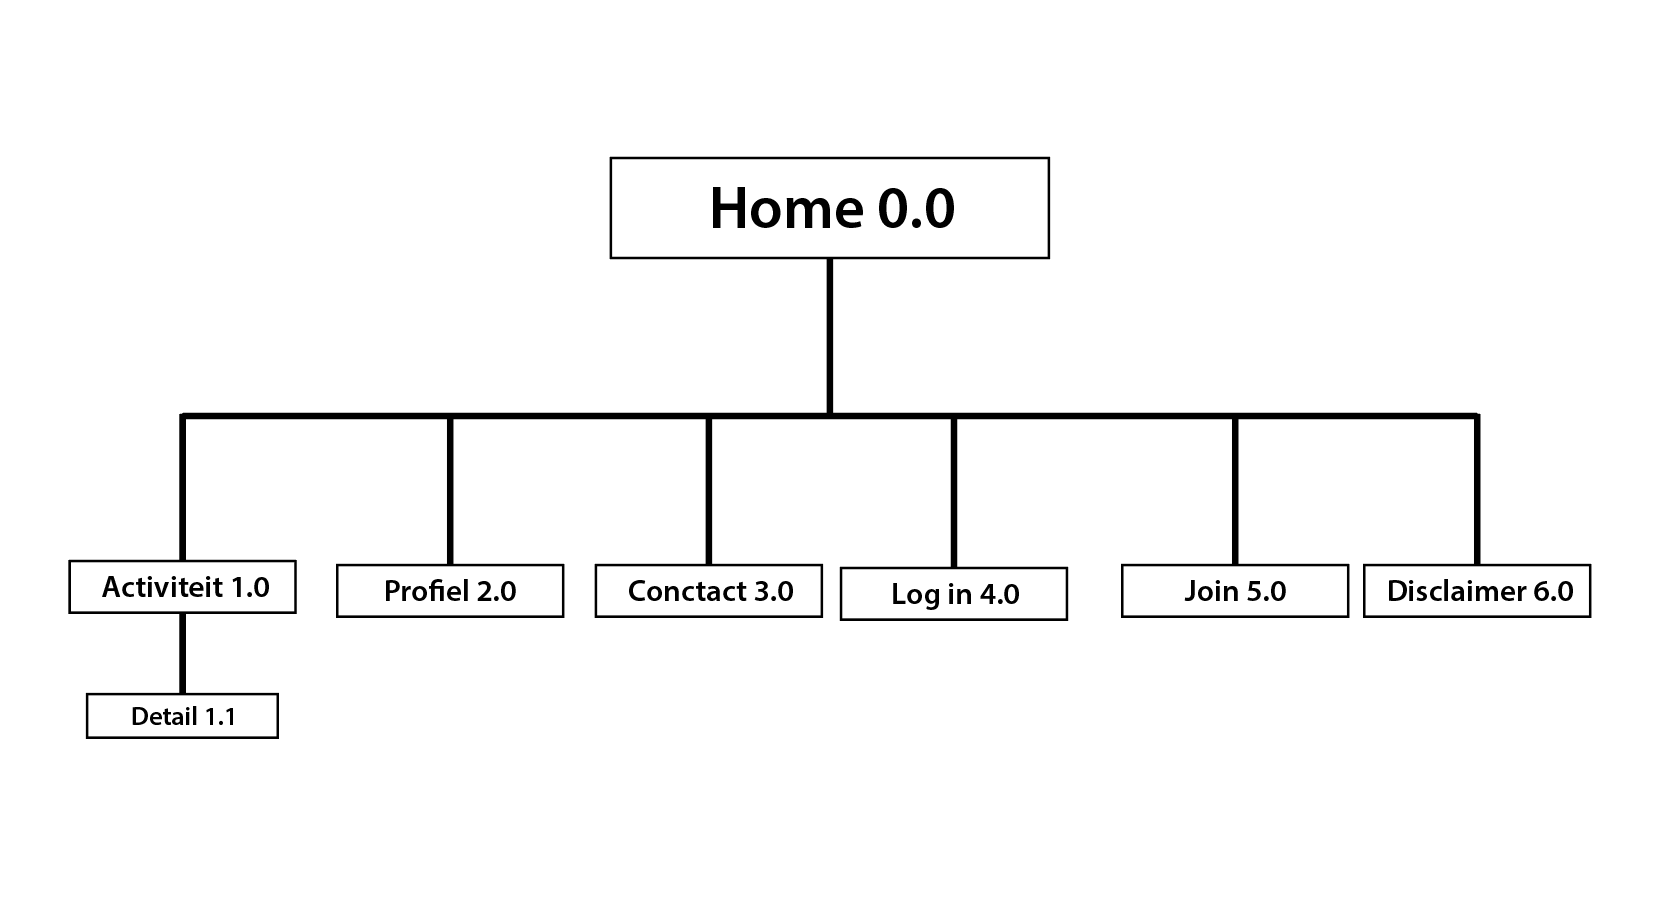 Home 0.0
Activiteit 1.0
Profiel 2.0
Conctact 3.0
Log in 4.0
Join 5.0
Disclaimer 6.0
Detail 1.1